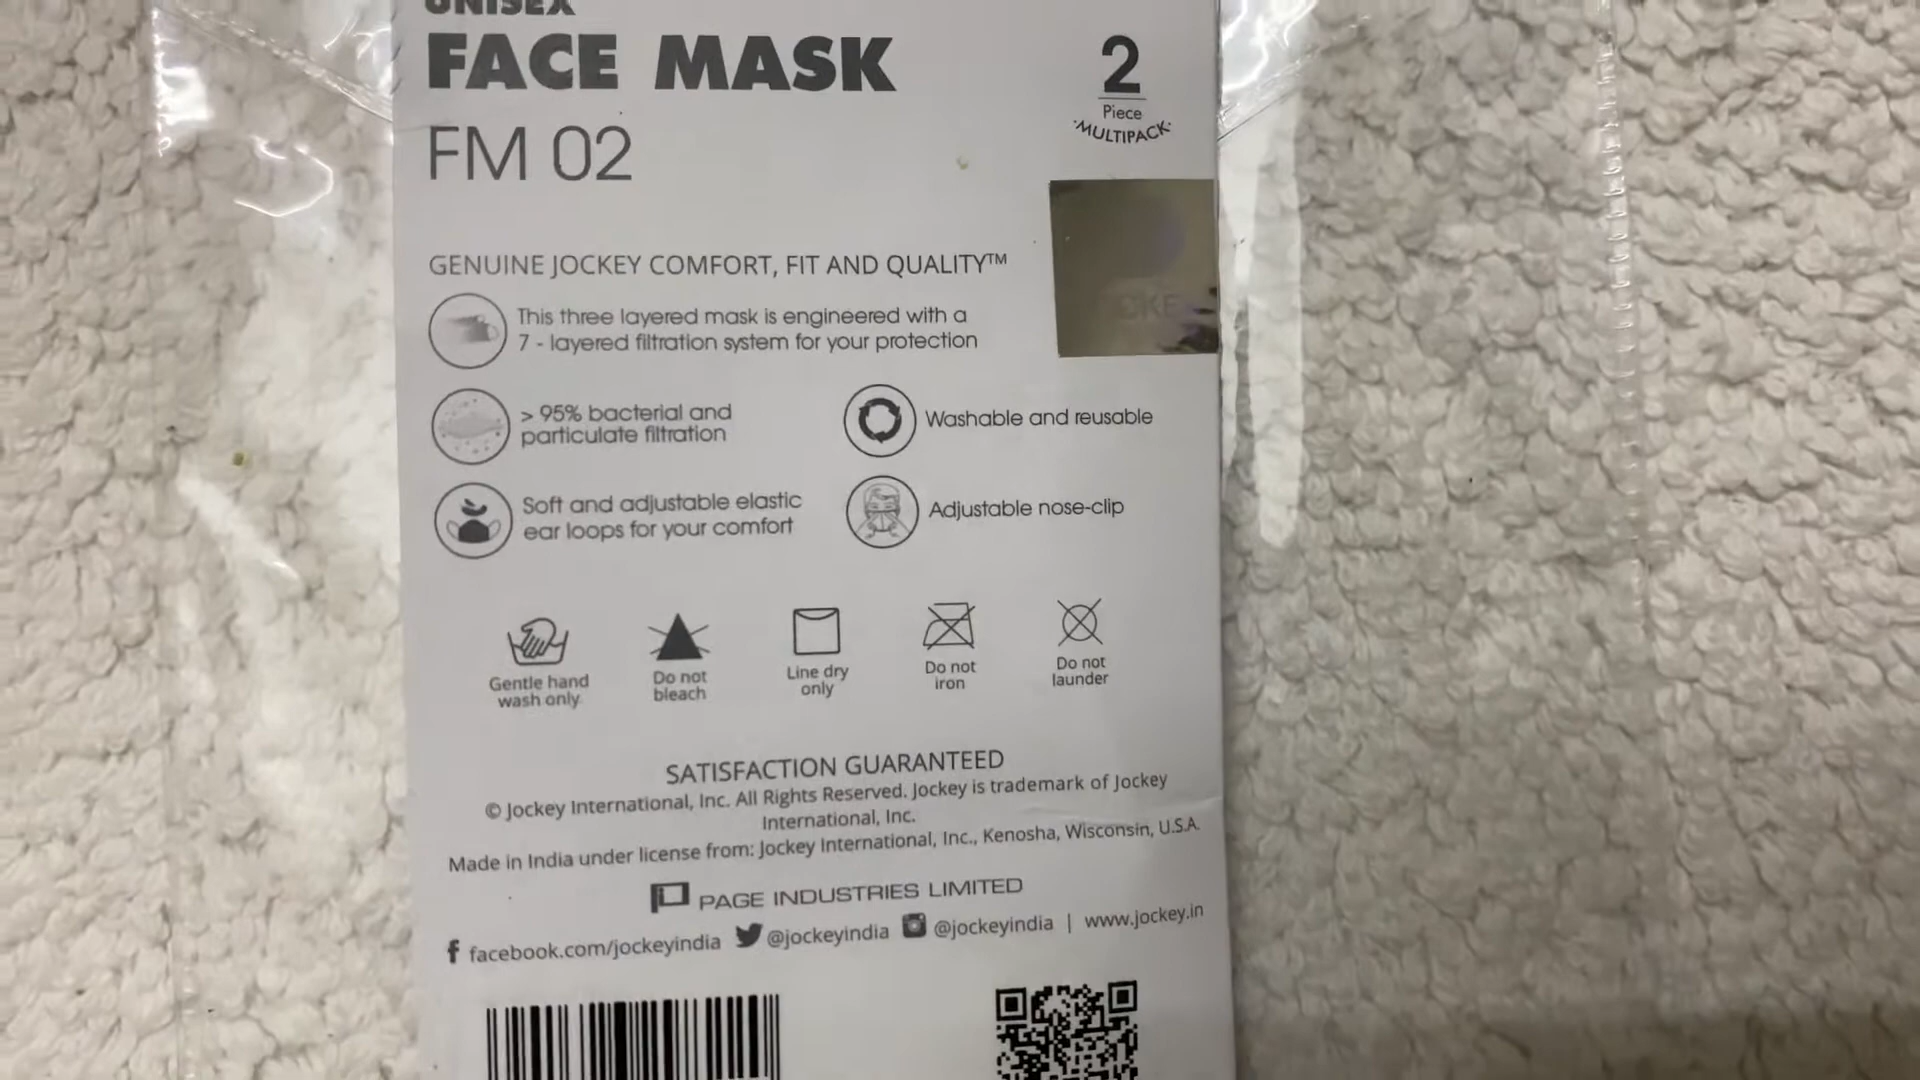 UNISEX
FACE MASK
FM 02
2
Piece
·MULTIPACK·
GENUINE JOCKEY COMFORT, FIT AND QUALITY™
This three layered mask is engineered with a
7 - layered filtration system for your protection
> 95% bacterial and
particulate filtration
Washable and reusable
Soft and adjustable elastic
ear loops for your comfort
Adjustable nose-clip
Gentle hand
wash only
Do not
bleach
Line dry
only
Do not
iron
Do not
launder
SATISFACTION GUARANTEED
© Jockey International, Inc. All Rights Reserved. Jockey is trademark of Jockey
International, Inc.
Made in India under license from: Jockey International, Inc., Kenosha, Wisconsin, U.S.A.
PAGE INDUSTRIES LIMITED
facebook.com/jockeyindia @jockeyindia @jockeyindia | www.jockey.in